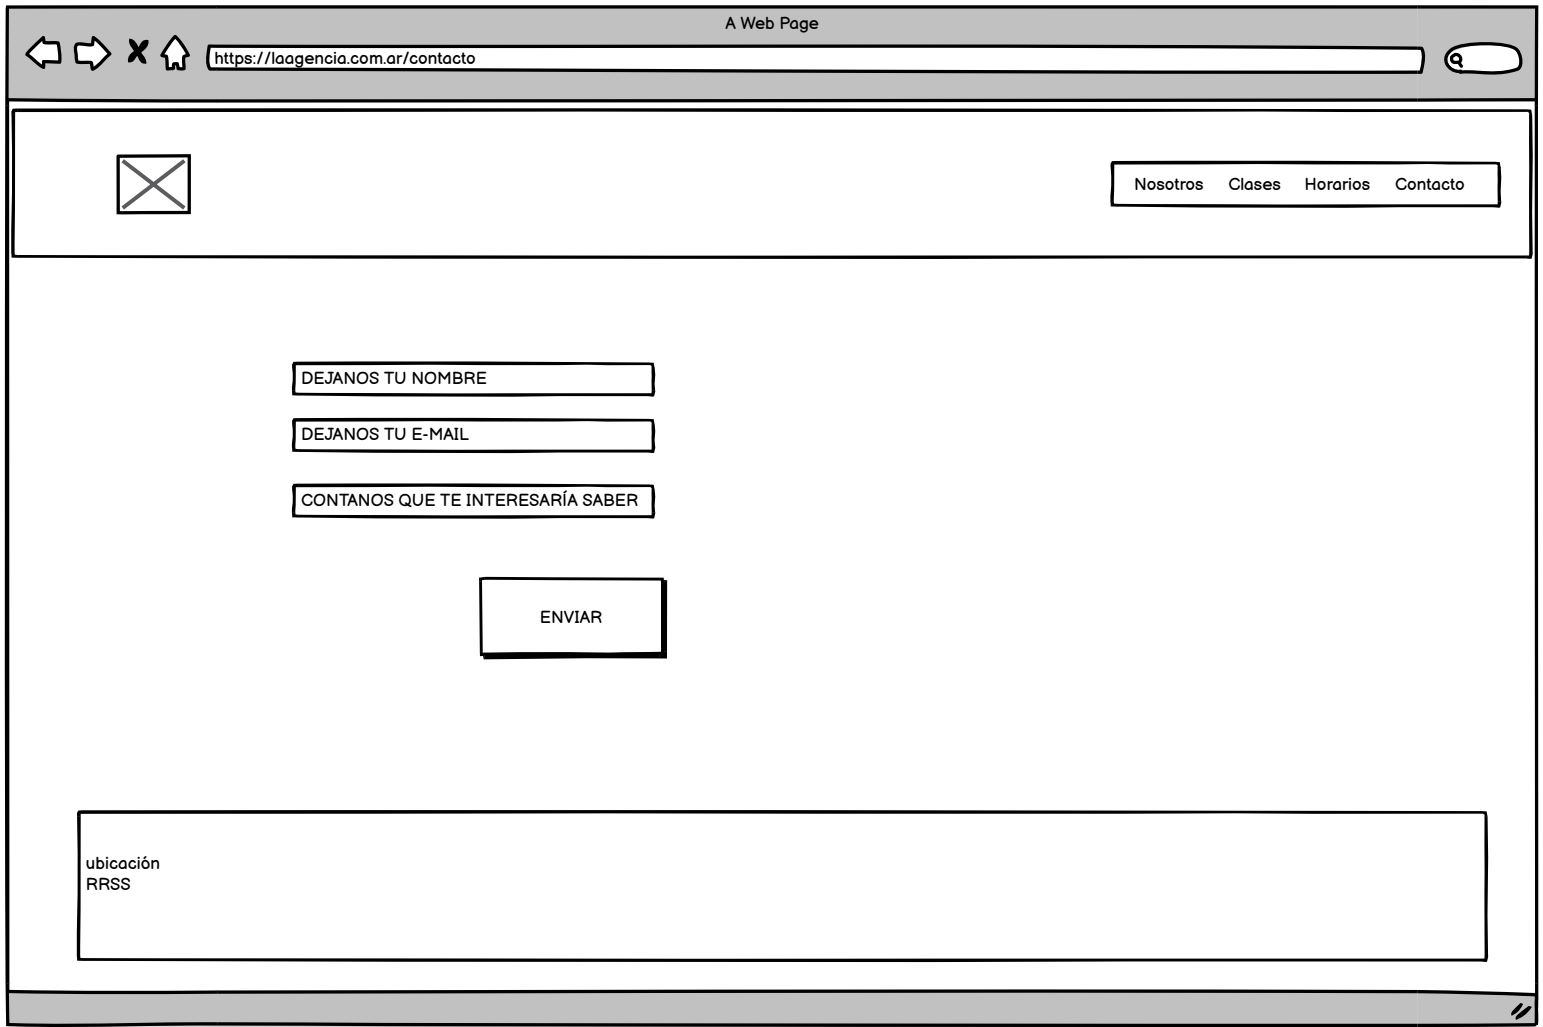 A Web Page
https://laagencia.com.ar/contacto
Nosotros Clases Horarios Contacto
DEJANOS TU NOMBRE
DEJANOS TU E-MAIL
CONTANOS QUE TE INTERESARÍA SABER
ENVIAR
ubicación
RRSS